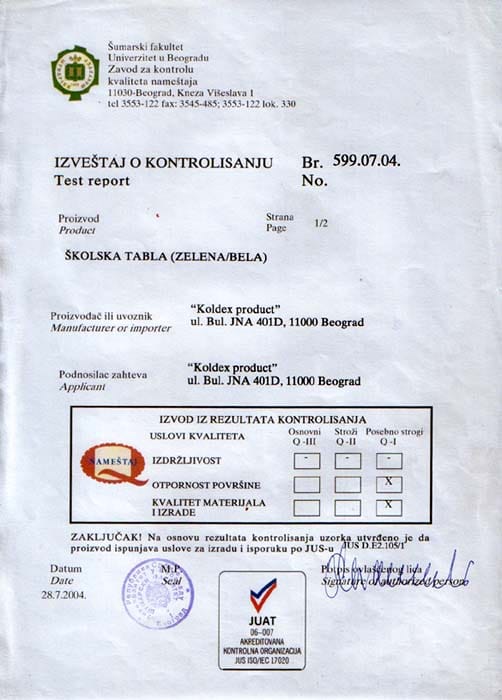 Šumarski fakultet
Univerzitet u Beogradu
Zavod za kontrolu
kvaliteta nameštaja
11030-Beograd, Kneza Višeslava 1
tel 3553-122 fax: 3545-485; 3553-122 lok. 330
IZVEŠTAJ O KONTROLISANJU Br. 599.07.04.
Test report No.
Proizvod Strana
Product Page 1/2
ŠKOLSKA TABLA (ZELENA/BELA)
Proizvođač ili uvoznik "Koldex product"
Manufacturer or importer ul. Bul. JNA 401D, 11000 Beograd
Podnosilac zahteva "Koldex product"
Applicant ul. Bul. JNA 401D, 11000 Beograd
IZVOD IZ REZULTATA KONTROLISANJA
USLOVI KVALITETA Osnovni Stroži Posebno strogi
Q -III Q -II Q -I
NAMEŠTAJ
IZDRŽLJIVOST - - -
OTPORNOST POVRŠINE X
KVALITET MATERIJALA X
I IZRADE
ZAKLJUČAK! Na osnovu rezultata kontrolisanja uzorka utvrđeno je da
proizvod ispunjava uslove za izradu i isporuku po JUS-u JUS D.E2.105/1
Datum M.P. Potpis ovlašćenog lica
Date Seal Signature of authorized person
28.7.2004.
JUAT
06-007
AKREDITOVANA
KONTROLNA ORGANIZACIJA
JUS ISO/IEC 17020